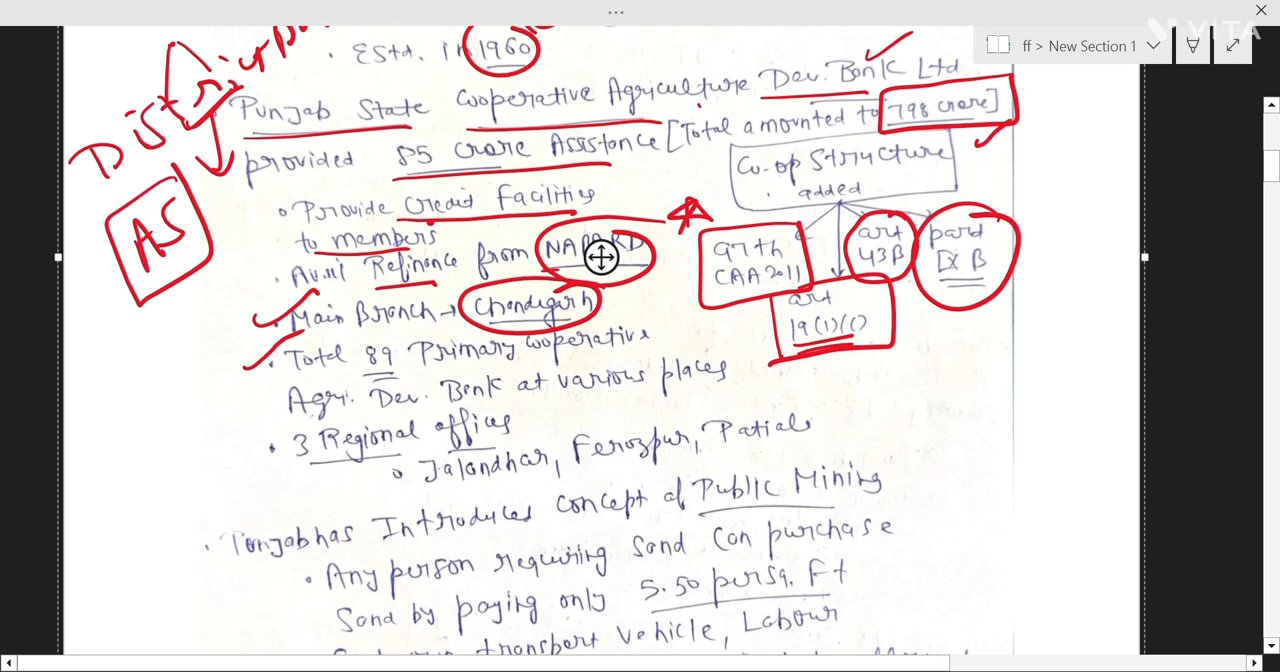 ...
VITA
ff > New Section 1
• EStd. in 1960
District
Punjab State Cooperative Agriculture Dev. Bank Ltd
provided 85 crore Assistance [Total amounted to 798 crore]
AS
Co-op Structure
added
97th
CAA 2011
art
43B
part
IX B
art
19(1)(c)
• Provide Credit Facilities
to members
• Avail Refinance from NABARD
• Main Branch → Chandigarh
• Total 89 Primary Cooperative
Agri. Dev. Bank at various places
• 3 Regional offices
Jalandhar, Ferozpur, Patiala
• Punjab has Introduced concept of Public Mining
• Any person requiring Sand Can purchase
Sand by paying only 5.50 per sq. Ft
transport vehicle, Labour